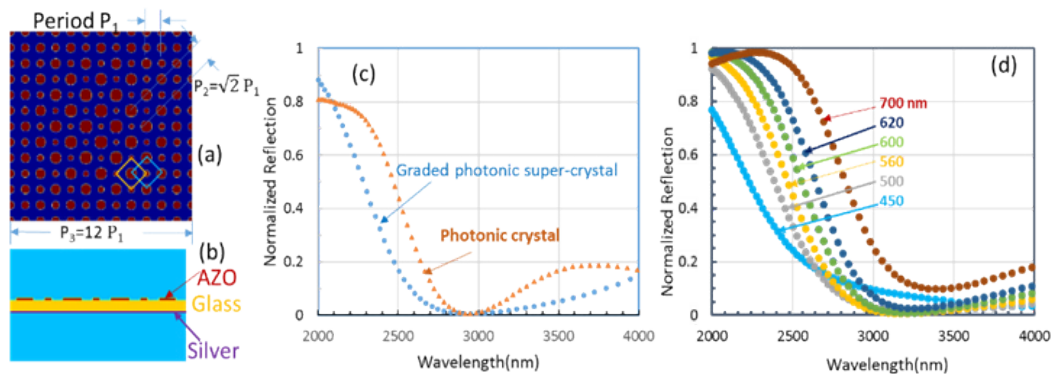 Period P₁
P₂=√2 P₁
(a)
P₃=12 P₁
(b)
AZO
Glass
Silver
(c)
1
0.8
0.6
0.4
0.2
0
Normalized Reflection
Graded photonic super-crystal
Photonic crystal
2000 2500 3000 3500 4000
Wavelength(nm)
(d)
1
0.8
0.6
0.4
0.2
0
Normalized Reflection
700 nm
620
600
560
500
450
2000 2500 3000 3500 4000
Wavelength(nm)